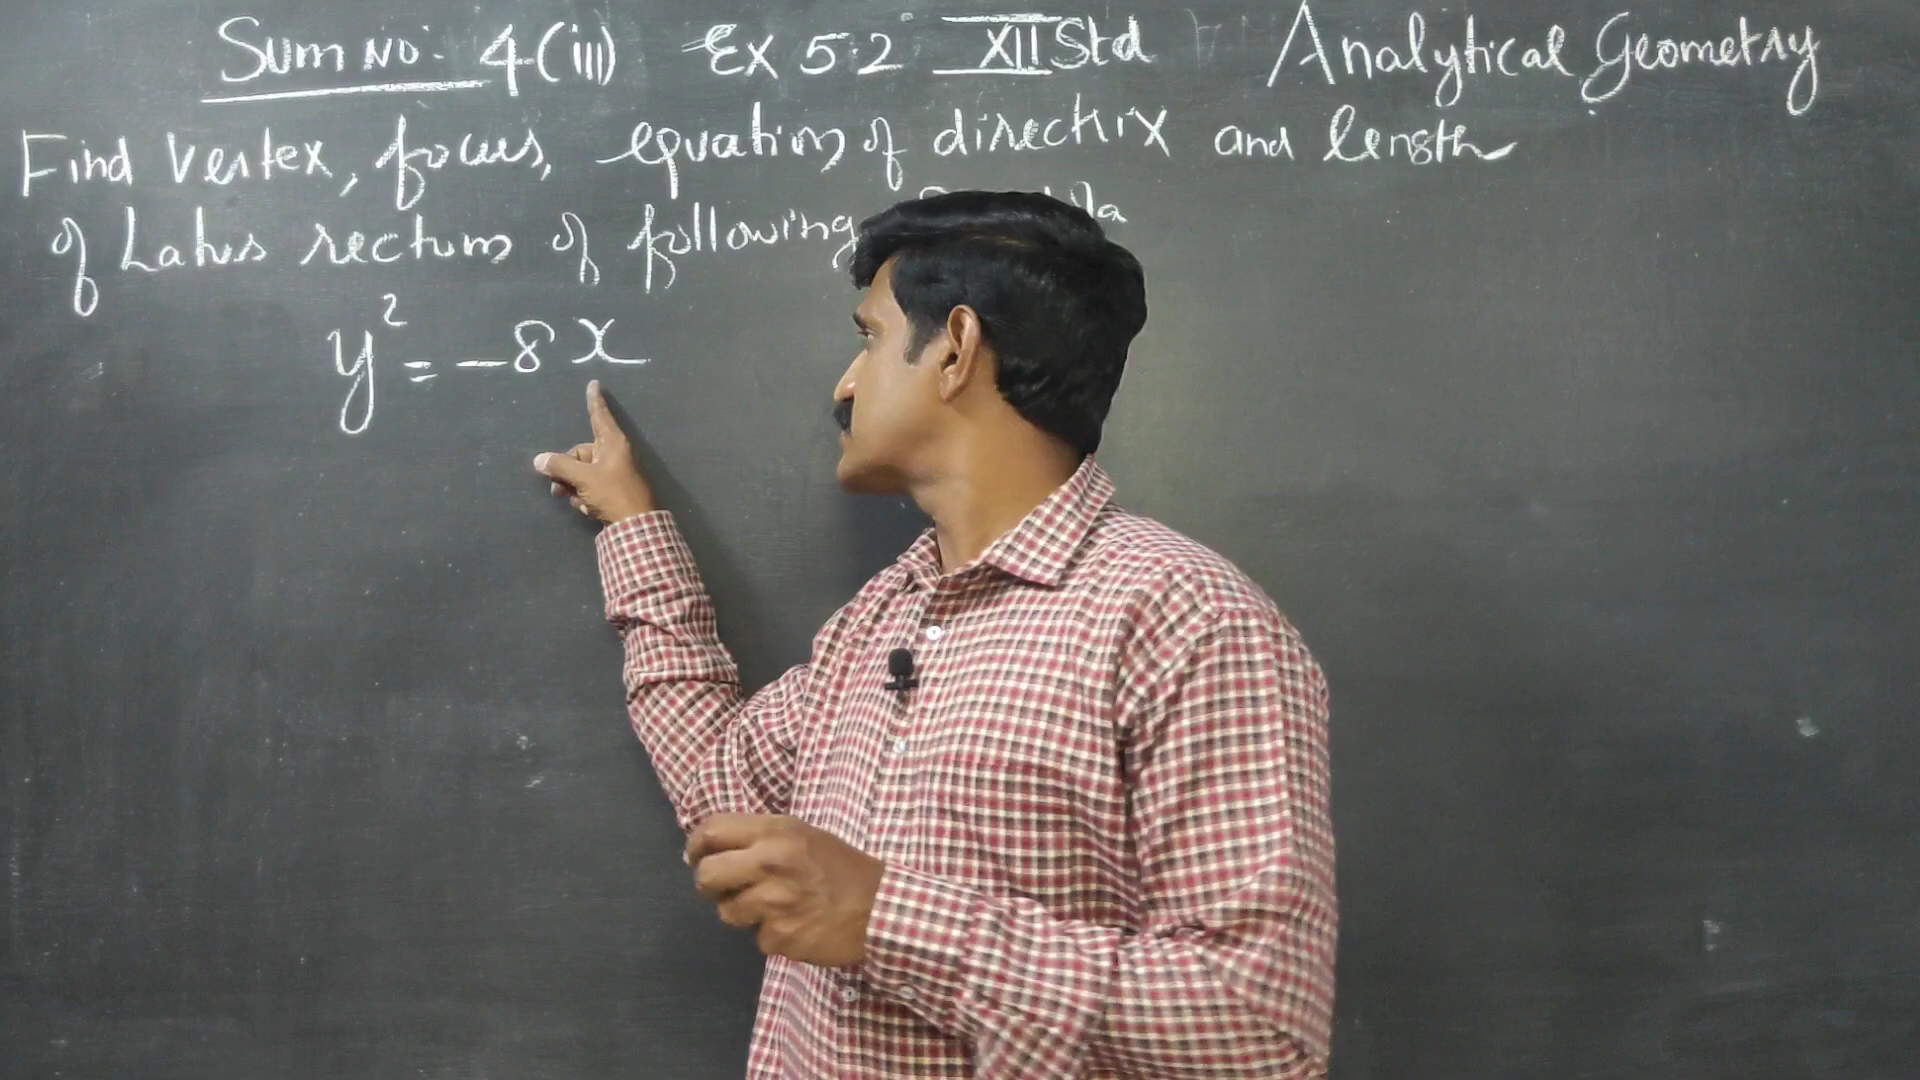 Sum No: 4(iii) Ex 5.2 XII Std Analytical Geometry
Find Vertex, focus, equation of directrix and length
of Latus rectum of following
y² = -8x